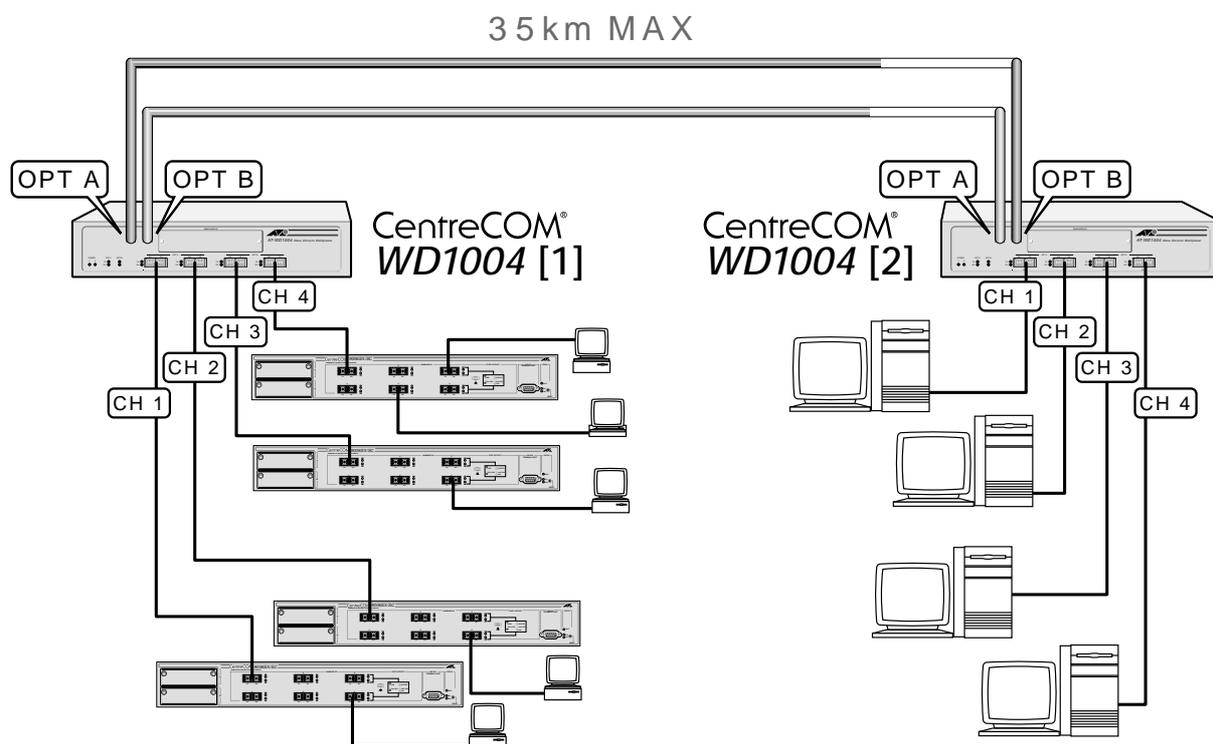 35km MAX
OPT A
OPT B
OPT A
OPT B
CentreCOM®
WD1004 [1]
CentreCOM®
WD1004 [2]
CH 4
CH 3
CH 2
CH 1
CH 1
CH 2
CH 3
CH 4